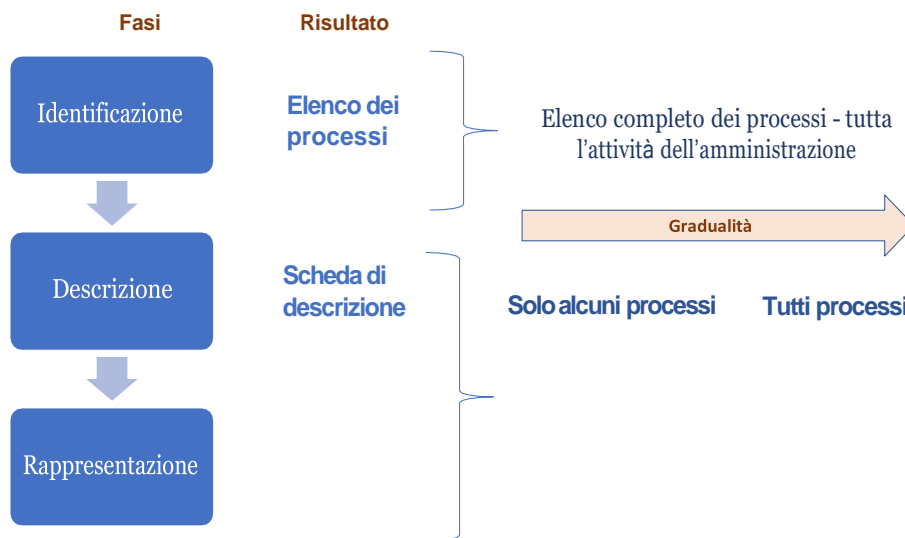 Fasi
Risultato
Identificazione
Elenco dei
processi
Elenco completo dei processi - tutta
l'attività dell'amministrazione
Gradualità
Descrizione
Scheda di
descrizione
Solo alcuni processi
Tutti processi
Rappresentazione